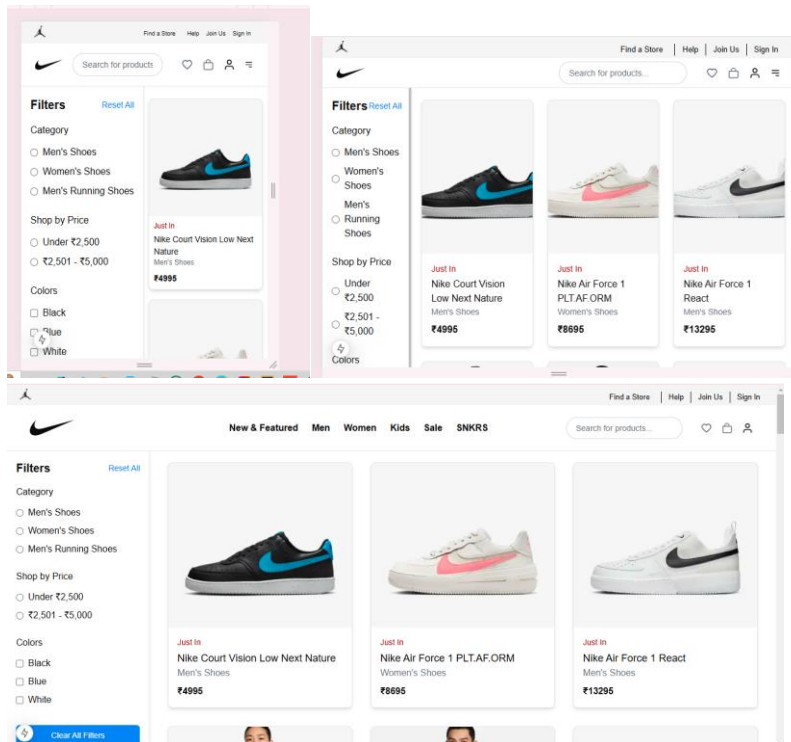 Find a Store Help Join Us Sign In
Search for products
Filters Reset All
Category
Men's Shoes
Women's Shoes
Men's Running Shoes
Shop by Price
Under ₹2,500
₹2,501 - ₹5,000
Colors
Black
Blue
White
Just In
Nike Court Vision Low Next
Nature
Men's Shoes
₹4995
Find a Store | Help | Join Us | Sign In
Search for products...
Filters Reset All
Category
Men's Shoes
Women's
Shoes
Men's
Running
Shoes
Shop by Price
Under
₹2,500
₹2,501 -
₹5,000
Colors
Just In
Nike Court Vision
Low Next Nature
Men's Shoes
₹4995
Just In
Nike Air Force 1
PLT.AF.ORM
Women's Shoes
₹8695
Just In
Nike Air Force 1
React
Men's Shoes
₹13295
Find a Store | Help | Join Us | Sign In
New & Featured Men Women Kids Sale SNKRS
Search for products...
Filters Reset All
Category
Men's Shoes
Women's Shoes
Men's Running Shoes
Shop by Price
Under ₹2,500
₹2,501 - ₹5,000
Colors
Black
Blue
White
Clear All Filters
Just In
Nike Court Vision Low Next Nature
Men's Shoes
₹4995
Just In
Nike Air Force 1 PLT.AF.ORM
Women's Shoes
₹8695
Just In
Nike Air Force 1 React
Men's Shoes
₹13295